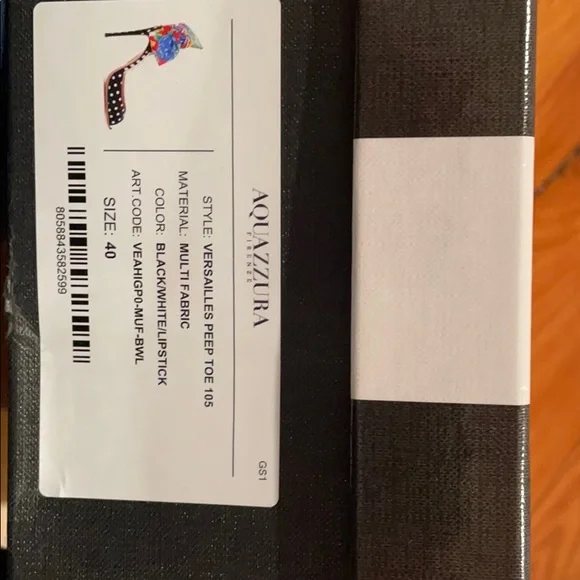 AQUAZZURA
FIRENZE
STYLE: VERSAILLES PEEP TOE 105
MATERIAL: MULTI FABRIC
COLOR: BLACK/WHITE/LIPSTICK
ART.CODE: VEAHIGP0-MUF-BWL
SIZE: 40
8058843582599
GS1